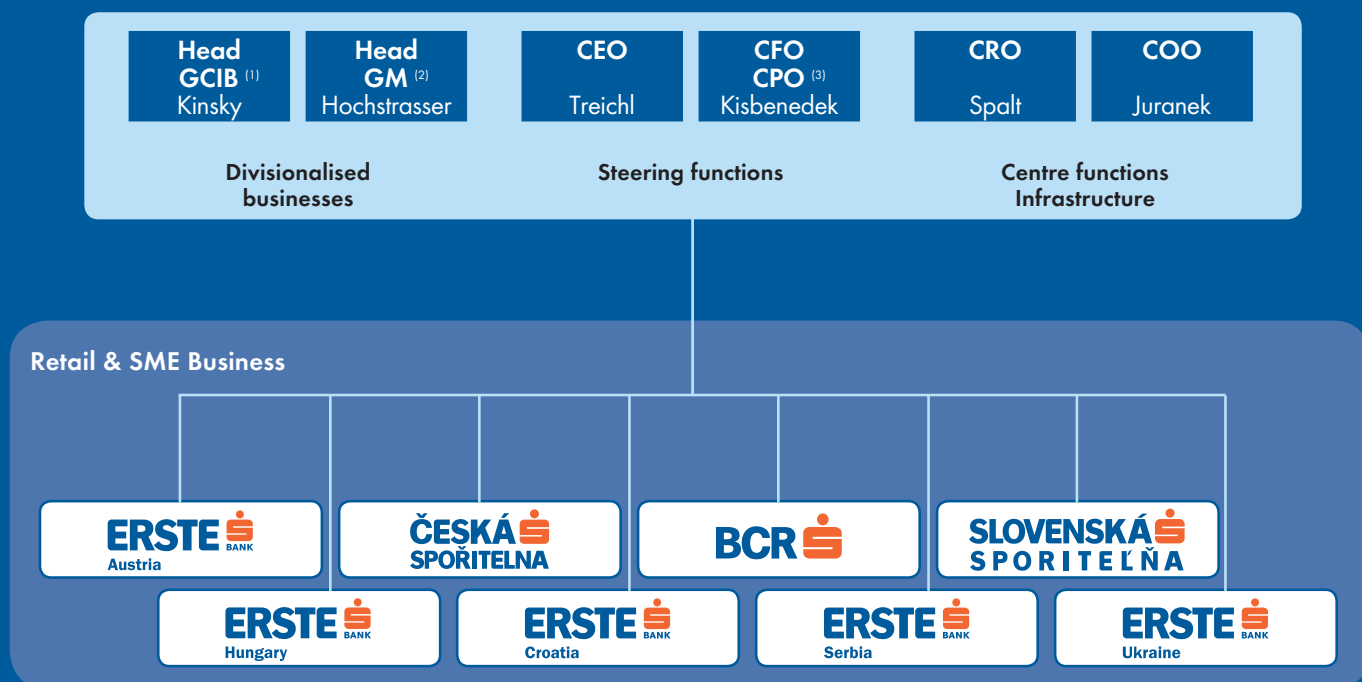 Head
GCIB (1)
Kinsky
Head
GM (2)
Hochstrasser
CEO
Treichl
CFO
CPO (3)
Kisbenedek
CRO
Spalt
COO
Juranek
Divisionalised
businesses
Steering functions
Centre functions
Infrastructure
Retail & SME Business
ERSTE
BANK
Austria
ČESKÁ
SPOŘITELNA
BCR
SLOVENSKÁ
SPORITEĽŇA
ERSTE
BANK
Hungary
ERSTE
BANK
Croatia
ERSTE
BANK
Serbia
ERSTE
BANK
Ukraine